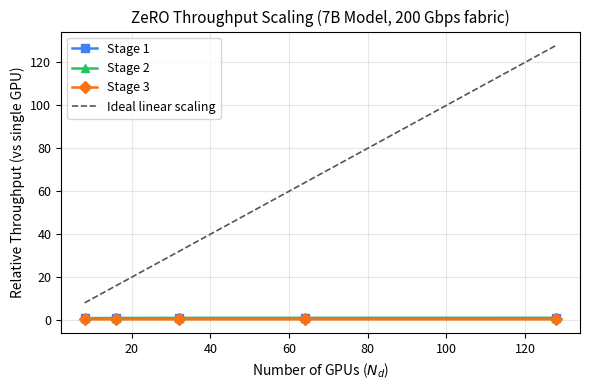 ZeRO Throughput Scaling (7B Model, 200 Gbps fabric)
Stage 1
Stage 2
Stage 3
Ideal linear scaling
Relative Throughput (vs single GPU)
120
100
80
60
40
20
0
20 40 60 80 100 120
Number of GPUs (N_d)